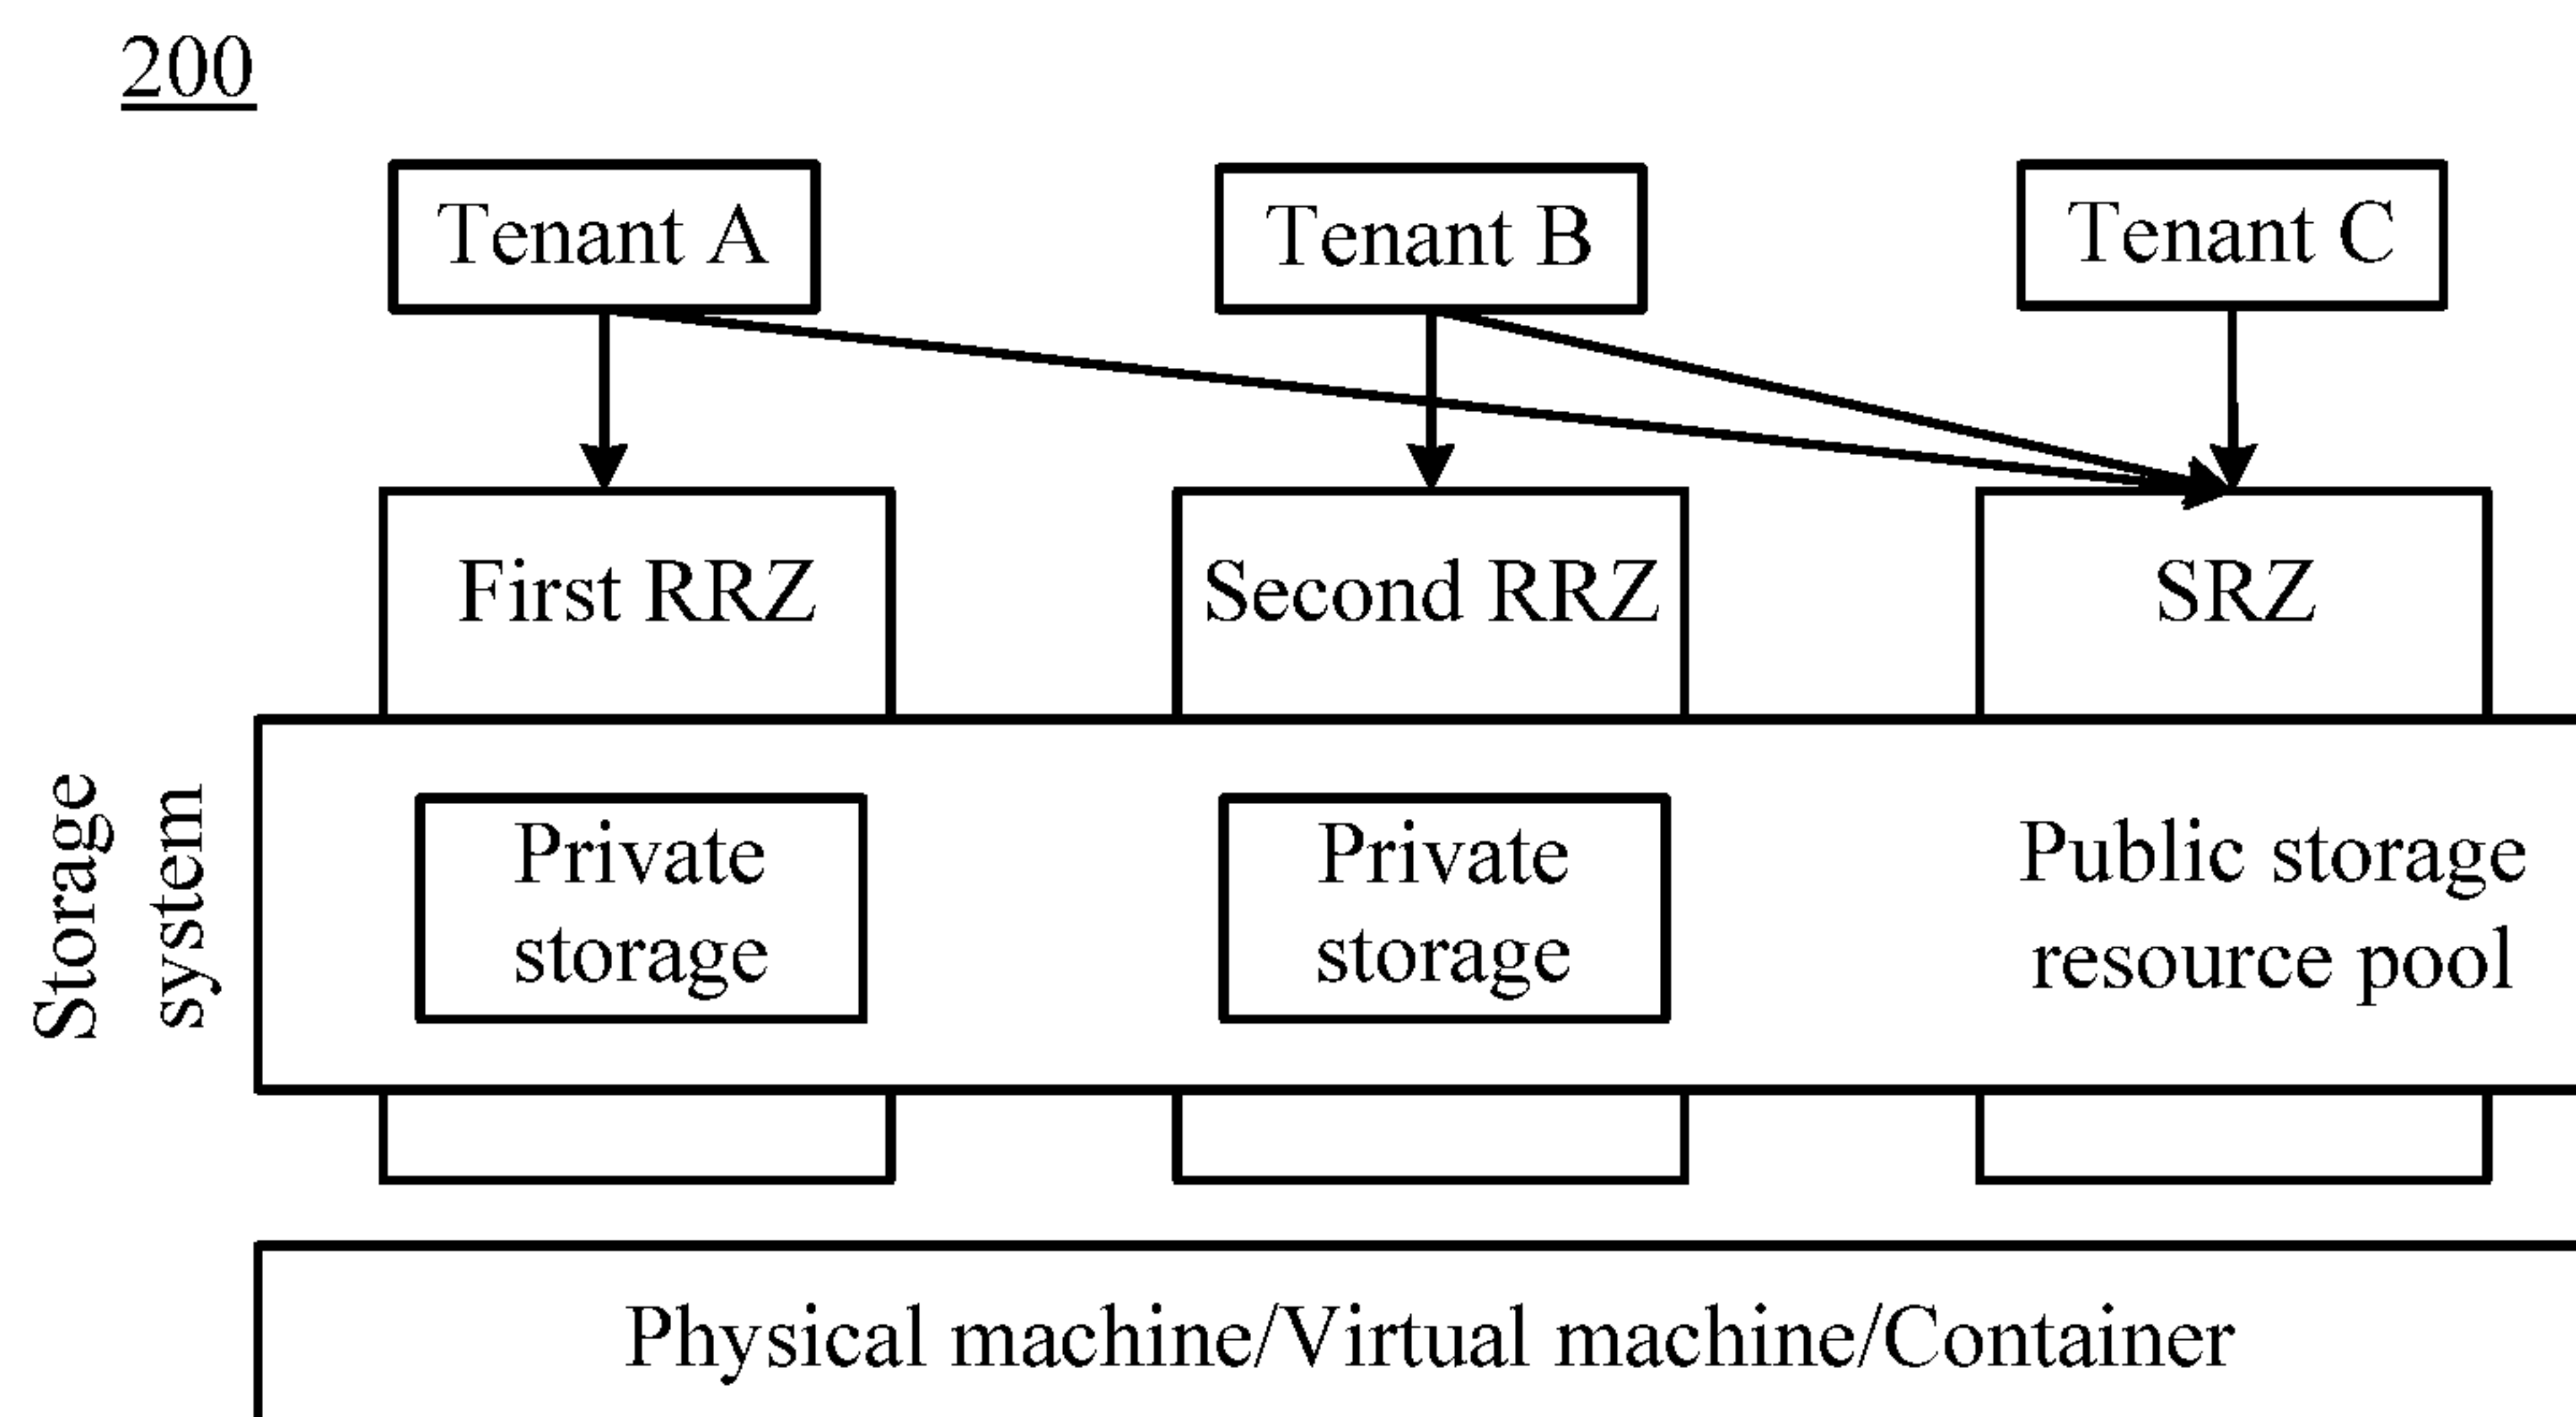 200
Tenant A
Tenant B
Tenant C
First RRZ
Second RRZ
SRZ
Storage
system
Private
storage
Private
storage
Public storage
resource pool
Physical machine/Virtual machine/Container